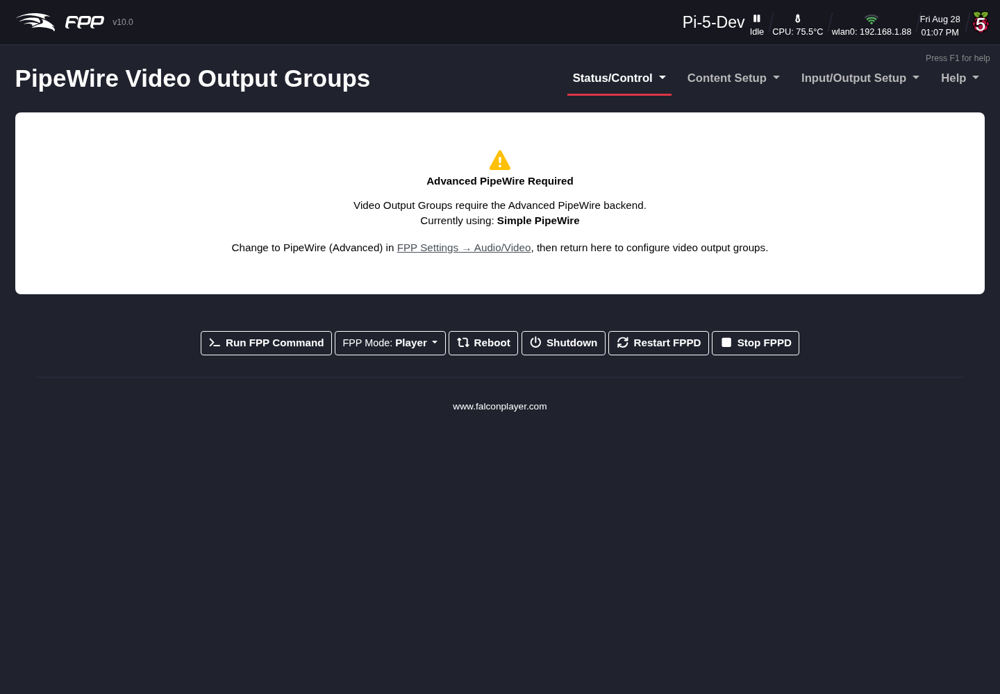 FPP v10.0
Pi-5-Dev
Idle
CPU: 75.5°C
wlan0: 192.168.1.88
Fri Aug 28
01:07 PM
5
Press F1 for help
PipeWire Video Output Groups
Status/Control
Content Setup
Input/Output Setup
Help
Advanced PipeWire Required
Video Output Groups require the Advanced PipeWire backend.
Currently using: Simple PipeWire
Change to PipeWire (Advanced) in FPP Settings → Audio/Video, then return here to configure video output groups.
Run FPP Command
FPP Mode: Player
Reboot
Shutdown
Restart FPPD
Stop FPPD
www.falconplayer.com